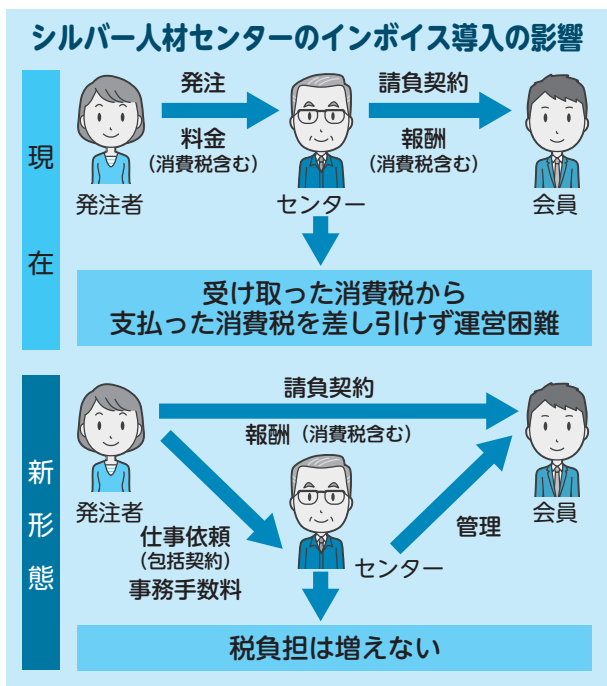 シルバー人材センターのインボイス導入の影響
現在
発注
料金
(消費税含む)
請負契約
報酬
(消費税含む)
発注者
センター
会員
受け取った消費税から
支払った消費税を差し引けず運営困難
新形態
請負契約
報酬(消費税含む)
発注者
会員
仕事依頼
(包括契約)
事務手数料
センター
管理
税負担は増えない